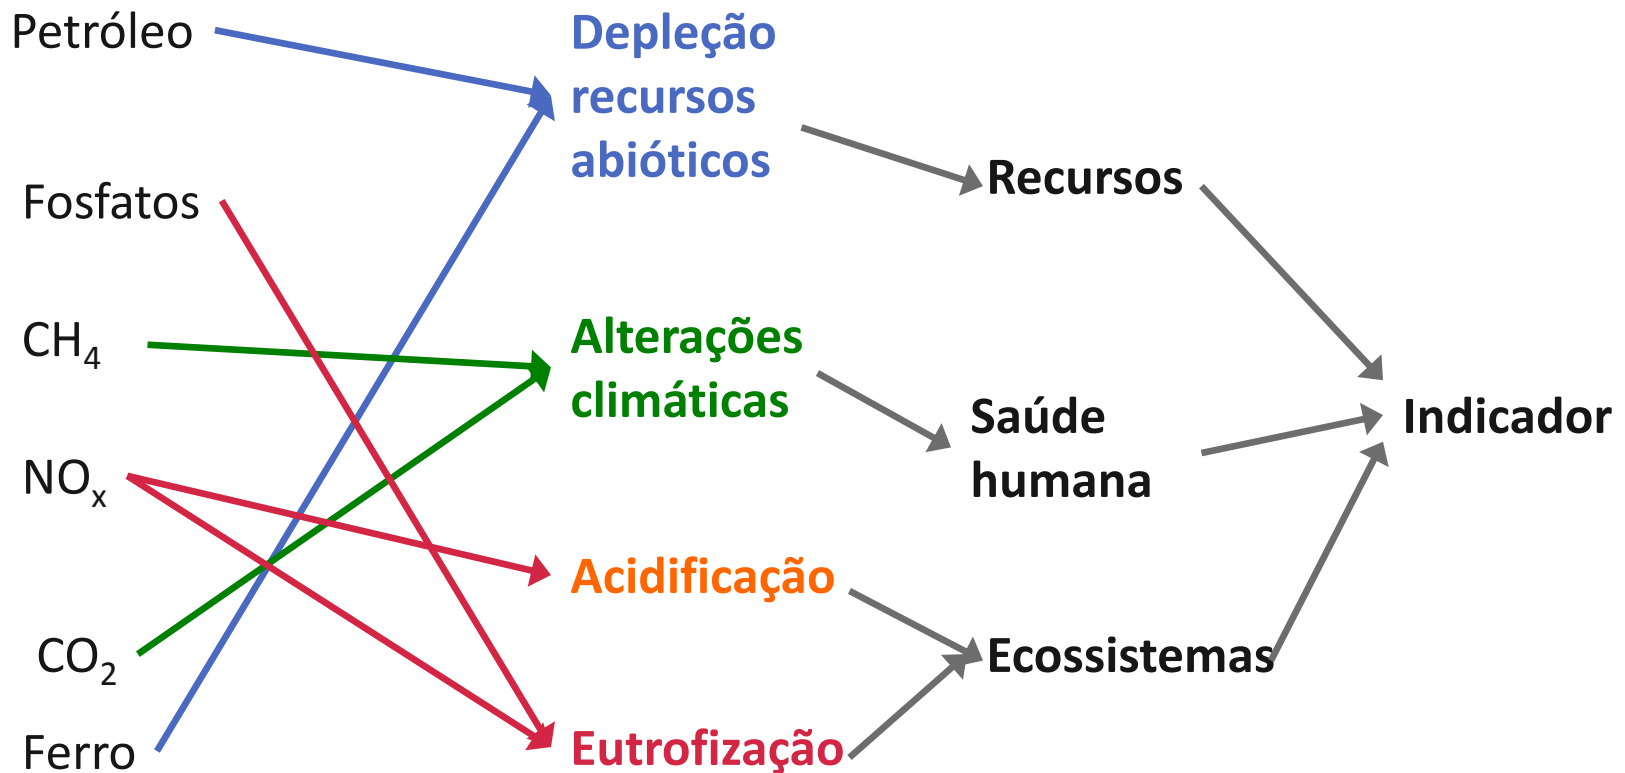 Petróleo
Fosfatos
CH₄
NOₓ
CO₂
Ferro
Depleção
recursos
abióticos
Alterações
climáticas
Acidificação
Eutrofização
Recursos
Saúde
humana
Ecossistemas
Indicador